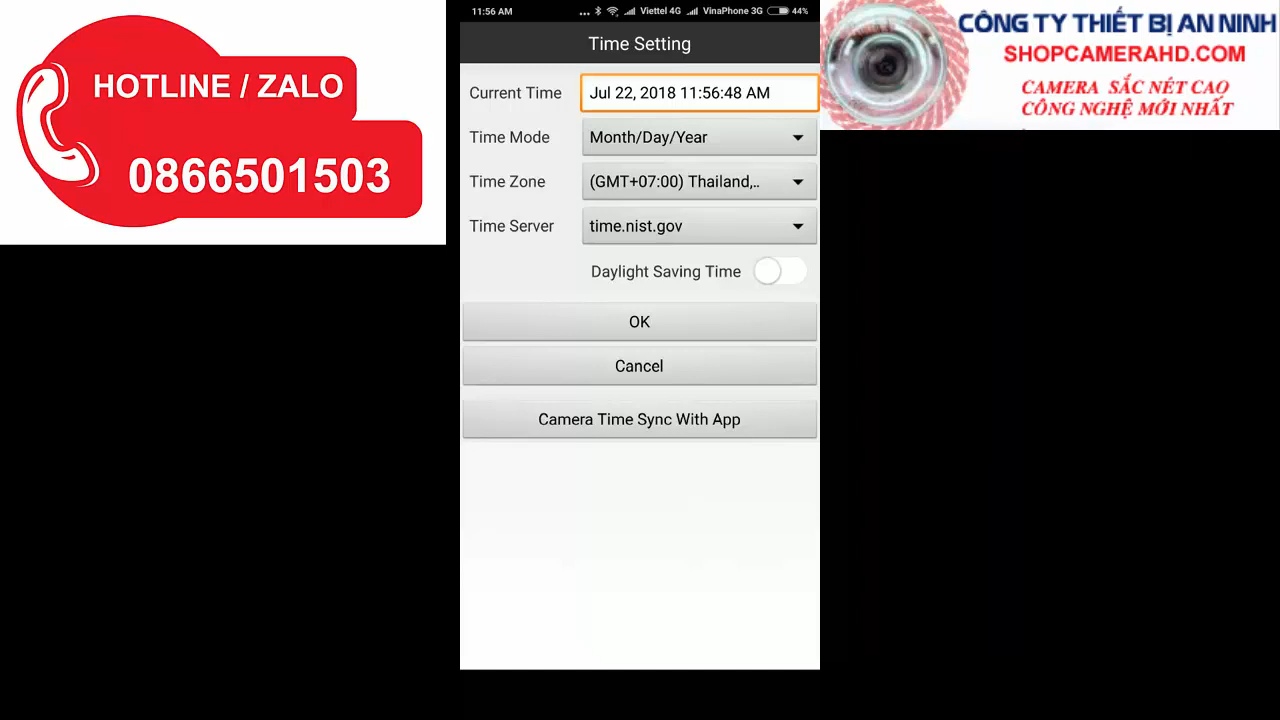 HOTLINE / ZALO
0866501503
11:56 AM
... Viettel 4G VinaPhone 3G 44%
Time Setting
Current Time Jul 22, 2018 11:56:48 AM
Time Mode Month/Day/Year
Time Zone (GMT+07:00) Thailand,..
Time Server time.nist.gov
Daylight Saving Time
OK
Cancel
Camera Time Sync With App
CÔNG TY THIẾT BỊ AN NINH
SHOPCAMERAHD.COM
CAMERA SẮC NÉT CAO
CÔNG NGHỆ MỚI NHẤT